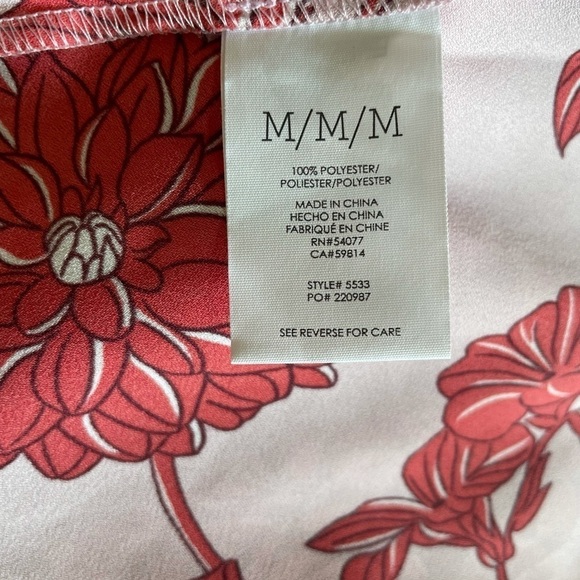 M/M/M
100% POLYESTER/
POLIESTER/POLYESTER
MADE IN CHINA
HECHO EN CHINA
FABRIQUÉ EN CHINE
RN#54077
CA#59814
STYLE# 5533
PO# 220987
SEE REVERSE FOR CARE